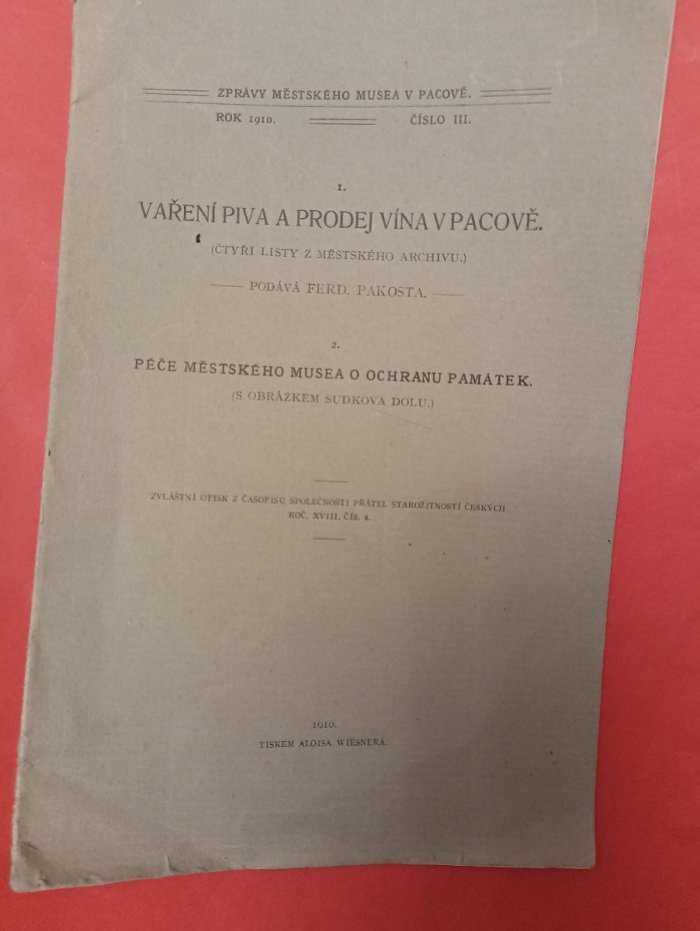 ZPRÁVY MĚSTSKÉHO MUSEA V PACOVĚ.
ROK 1910. ČÍSLO III.
1.
VAŘENÍ PIVA A PRODEJ VÍNA V PACOVĚ.
(ČTYŘI LISTY Z MĚSTSKÉHO ARCHIVU.)
PODÁVÁ FERD. PAKOSTA.
2.
PÉČE MĚSTSKÉHO MUSEA O OCHRANU PAMÁTEK.
(S OBRÁZKEM SUDKOVA DOLU.)
ZVLÁŠTNÍ OTISK Z ČASOPISU SPOLEČNOSTI PŘÁTEL STAROŽITNOSTÍ ČESKÝCH
ROČ. XVIII, ČÍS. 4.
1910.
TISKEM ALOISA WIESNERA.